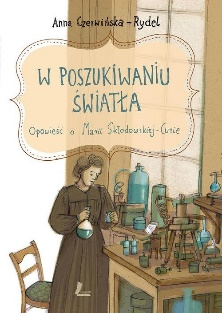 Anna Czerwińska-Rydel
W POSZUKIWANIU
ŚWIATŁA
Opowieść o Marii Skłodowskiej-Curie